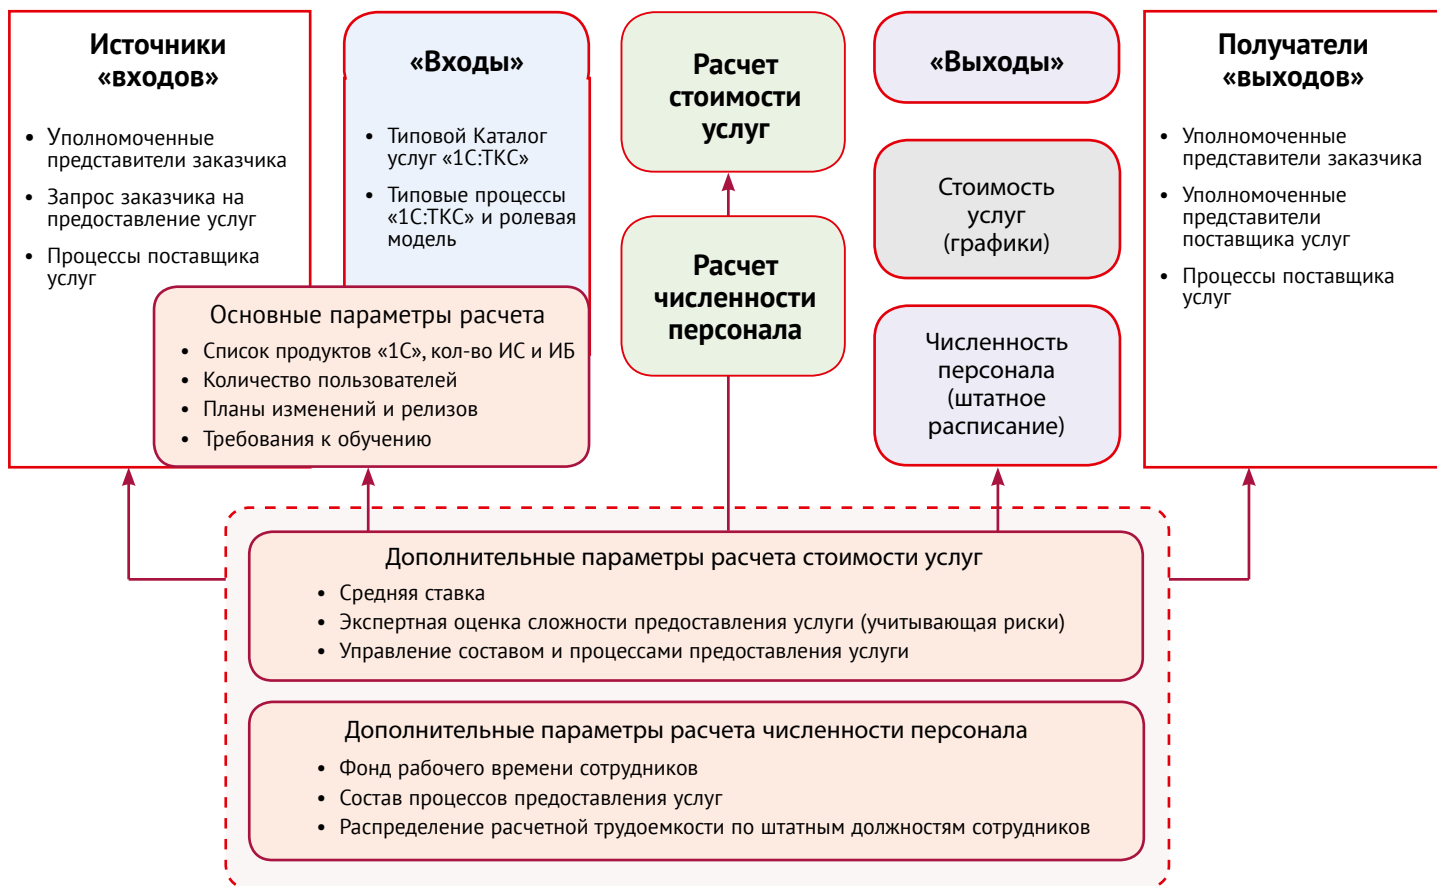 Источники
«входов»
• Уполномоченные
представители заказчика
• Запрос заказчика на
предоставление услуг
• Процессы поставщика
услуг
«Входы»
• Типовой Каталог
услуг «1С:ТКС»
• Типовые процессы
«1С:ТКС» и ролевая
модель
Основные параметры расчета
• Список продуктов «1С», кол-во ИС и ИБ
• Количество пользователей
• Планы изменений и релизов
• Требования к обучению
Расчет
стоимости
услуг
Расчет
численности
персонала
«Выходы»
Стоимость
услуг
(графики)
Численность
персонала
(штатное
расписание)
Получатели
«выходов»
• Уполномоченные
представители заказчика
• Уполномоченные
представители
поставщика услуг
• Процессы поставщика
услуг
Дополнительные параметры расчета стоимости услуг
• Средняя ставка
• Экспертная оценка сложности предоставления услуги (учитывающая риски)
• Управление составом и процессами предоставления услуги
Дополнительные параметры расчета численности персонала
• Фонд рабочего времени сотрудников
• Состав процессов предоставления услуг
• Распределение расчетной трудоемкости по штатным должностям сотрудников